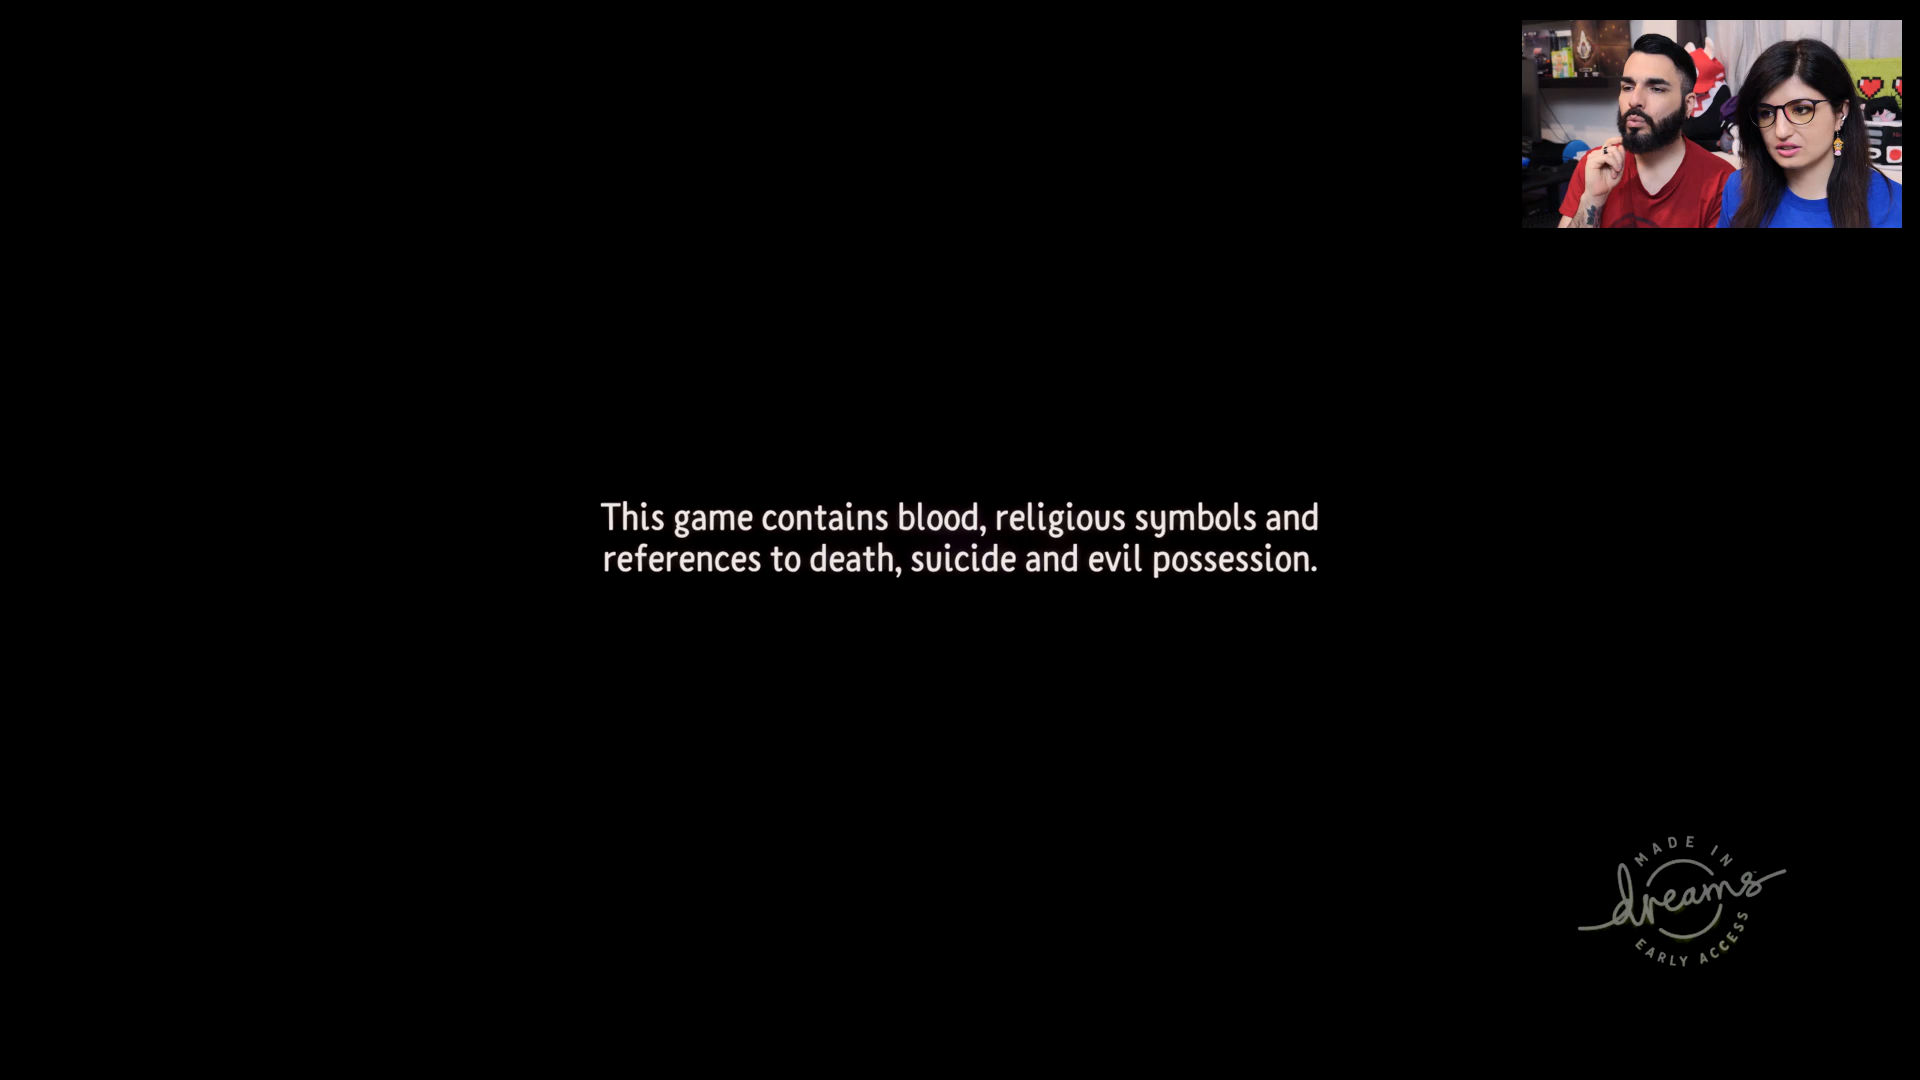 This game contains blood, religious symbols and
references to death, suicide and evil possession.
MADE IN
dreams
EARLY ACCESS